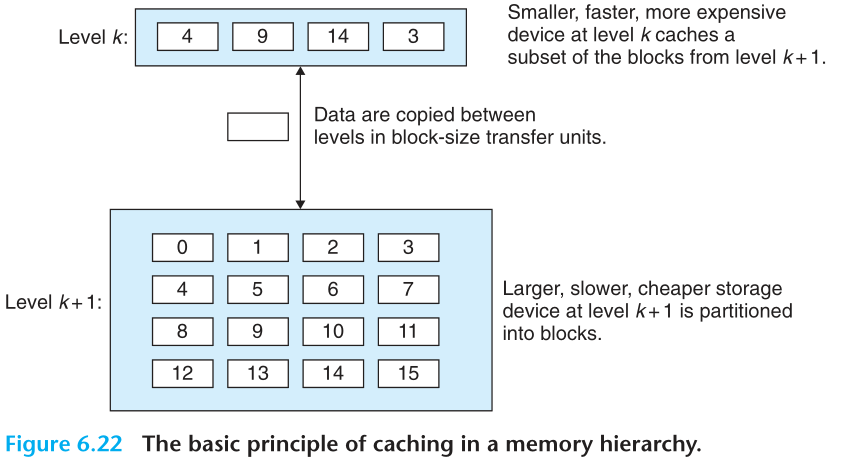 Level k:
4 9 14 3
Smaller, faster, more expensive
device at level k caches a
subset of the blocks from level k+1.
Data are copied between
levels in block-size transfer units.
Level k+1:
0 1 2 3
4 5 6 7
8 9 10 11
12 13 14 15
Larger, slower, cheaper storage
device at level k+1 is partitioned
into blocks.
Figure 6.22 The basic principle of caching in a memory hierarchy.